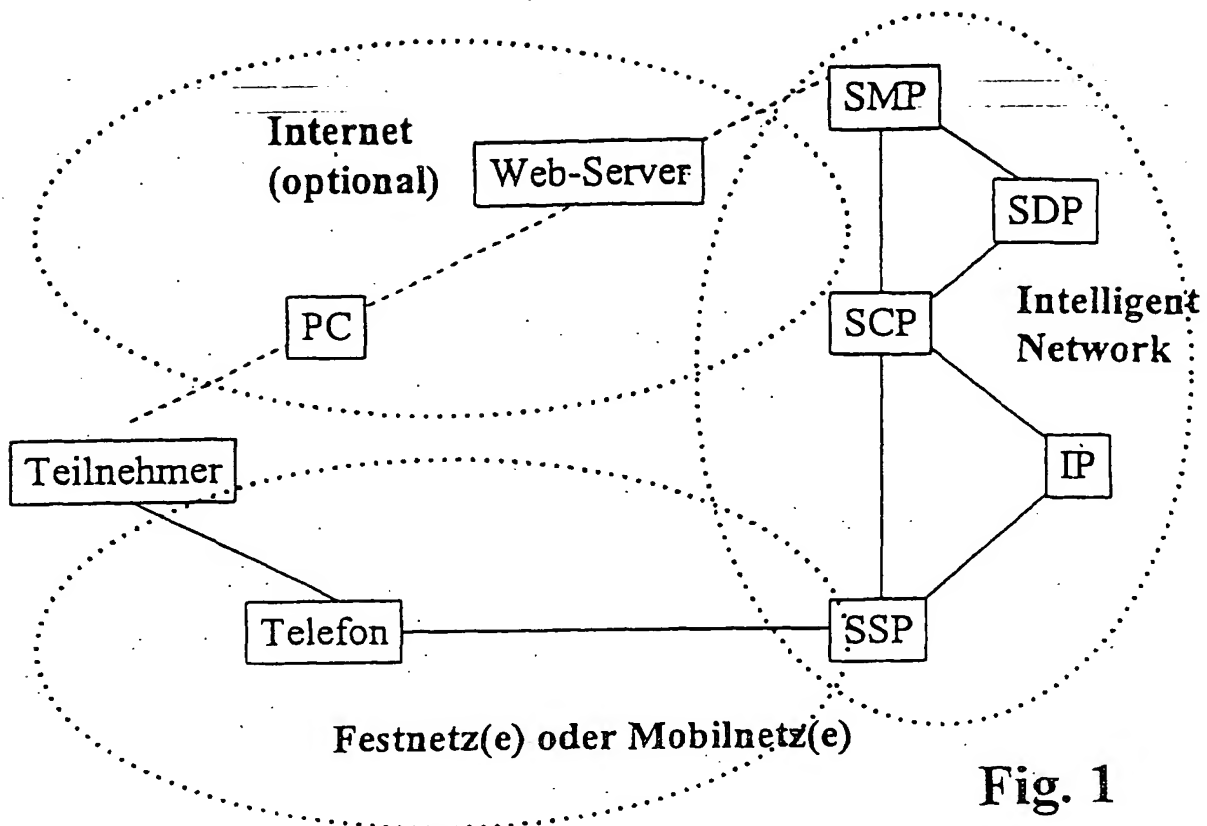 SMP
Internet
(optional)
Web-Server
SDP
PC
SCP
Intelligent
Network
Teilnehmer
IP
Telefon
SSP
Festnetz(e) oder Mobilnetz(e)
Fig. 1